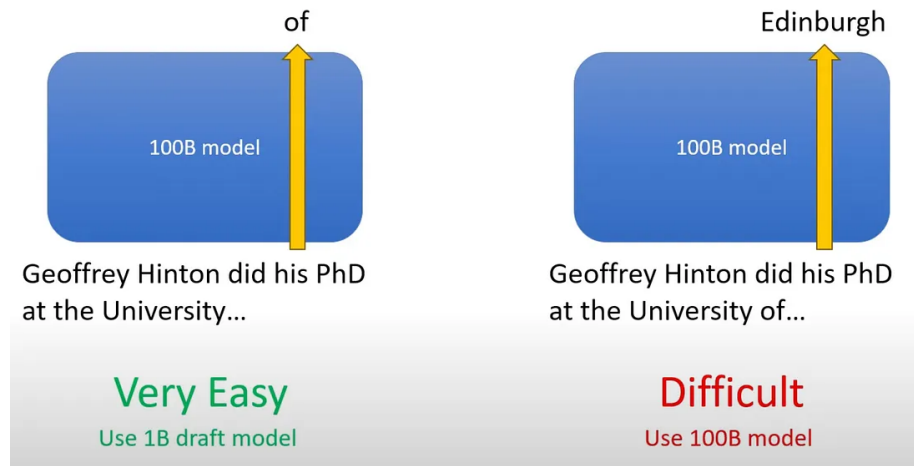 of
100B model
Geoffrey Hinton did his PhD
at the University...
Very Easy
Use 1B draft model
Edinburgh
100B model
Geoffrey Hinton did his PhD
at the University of...
Difficult
Use 100B model